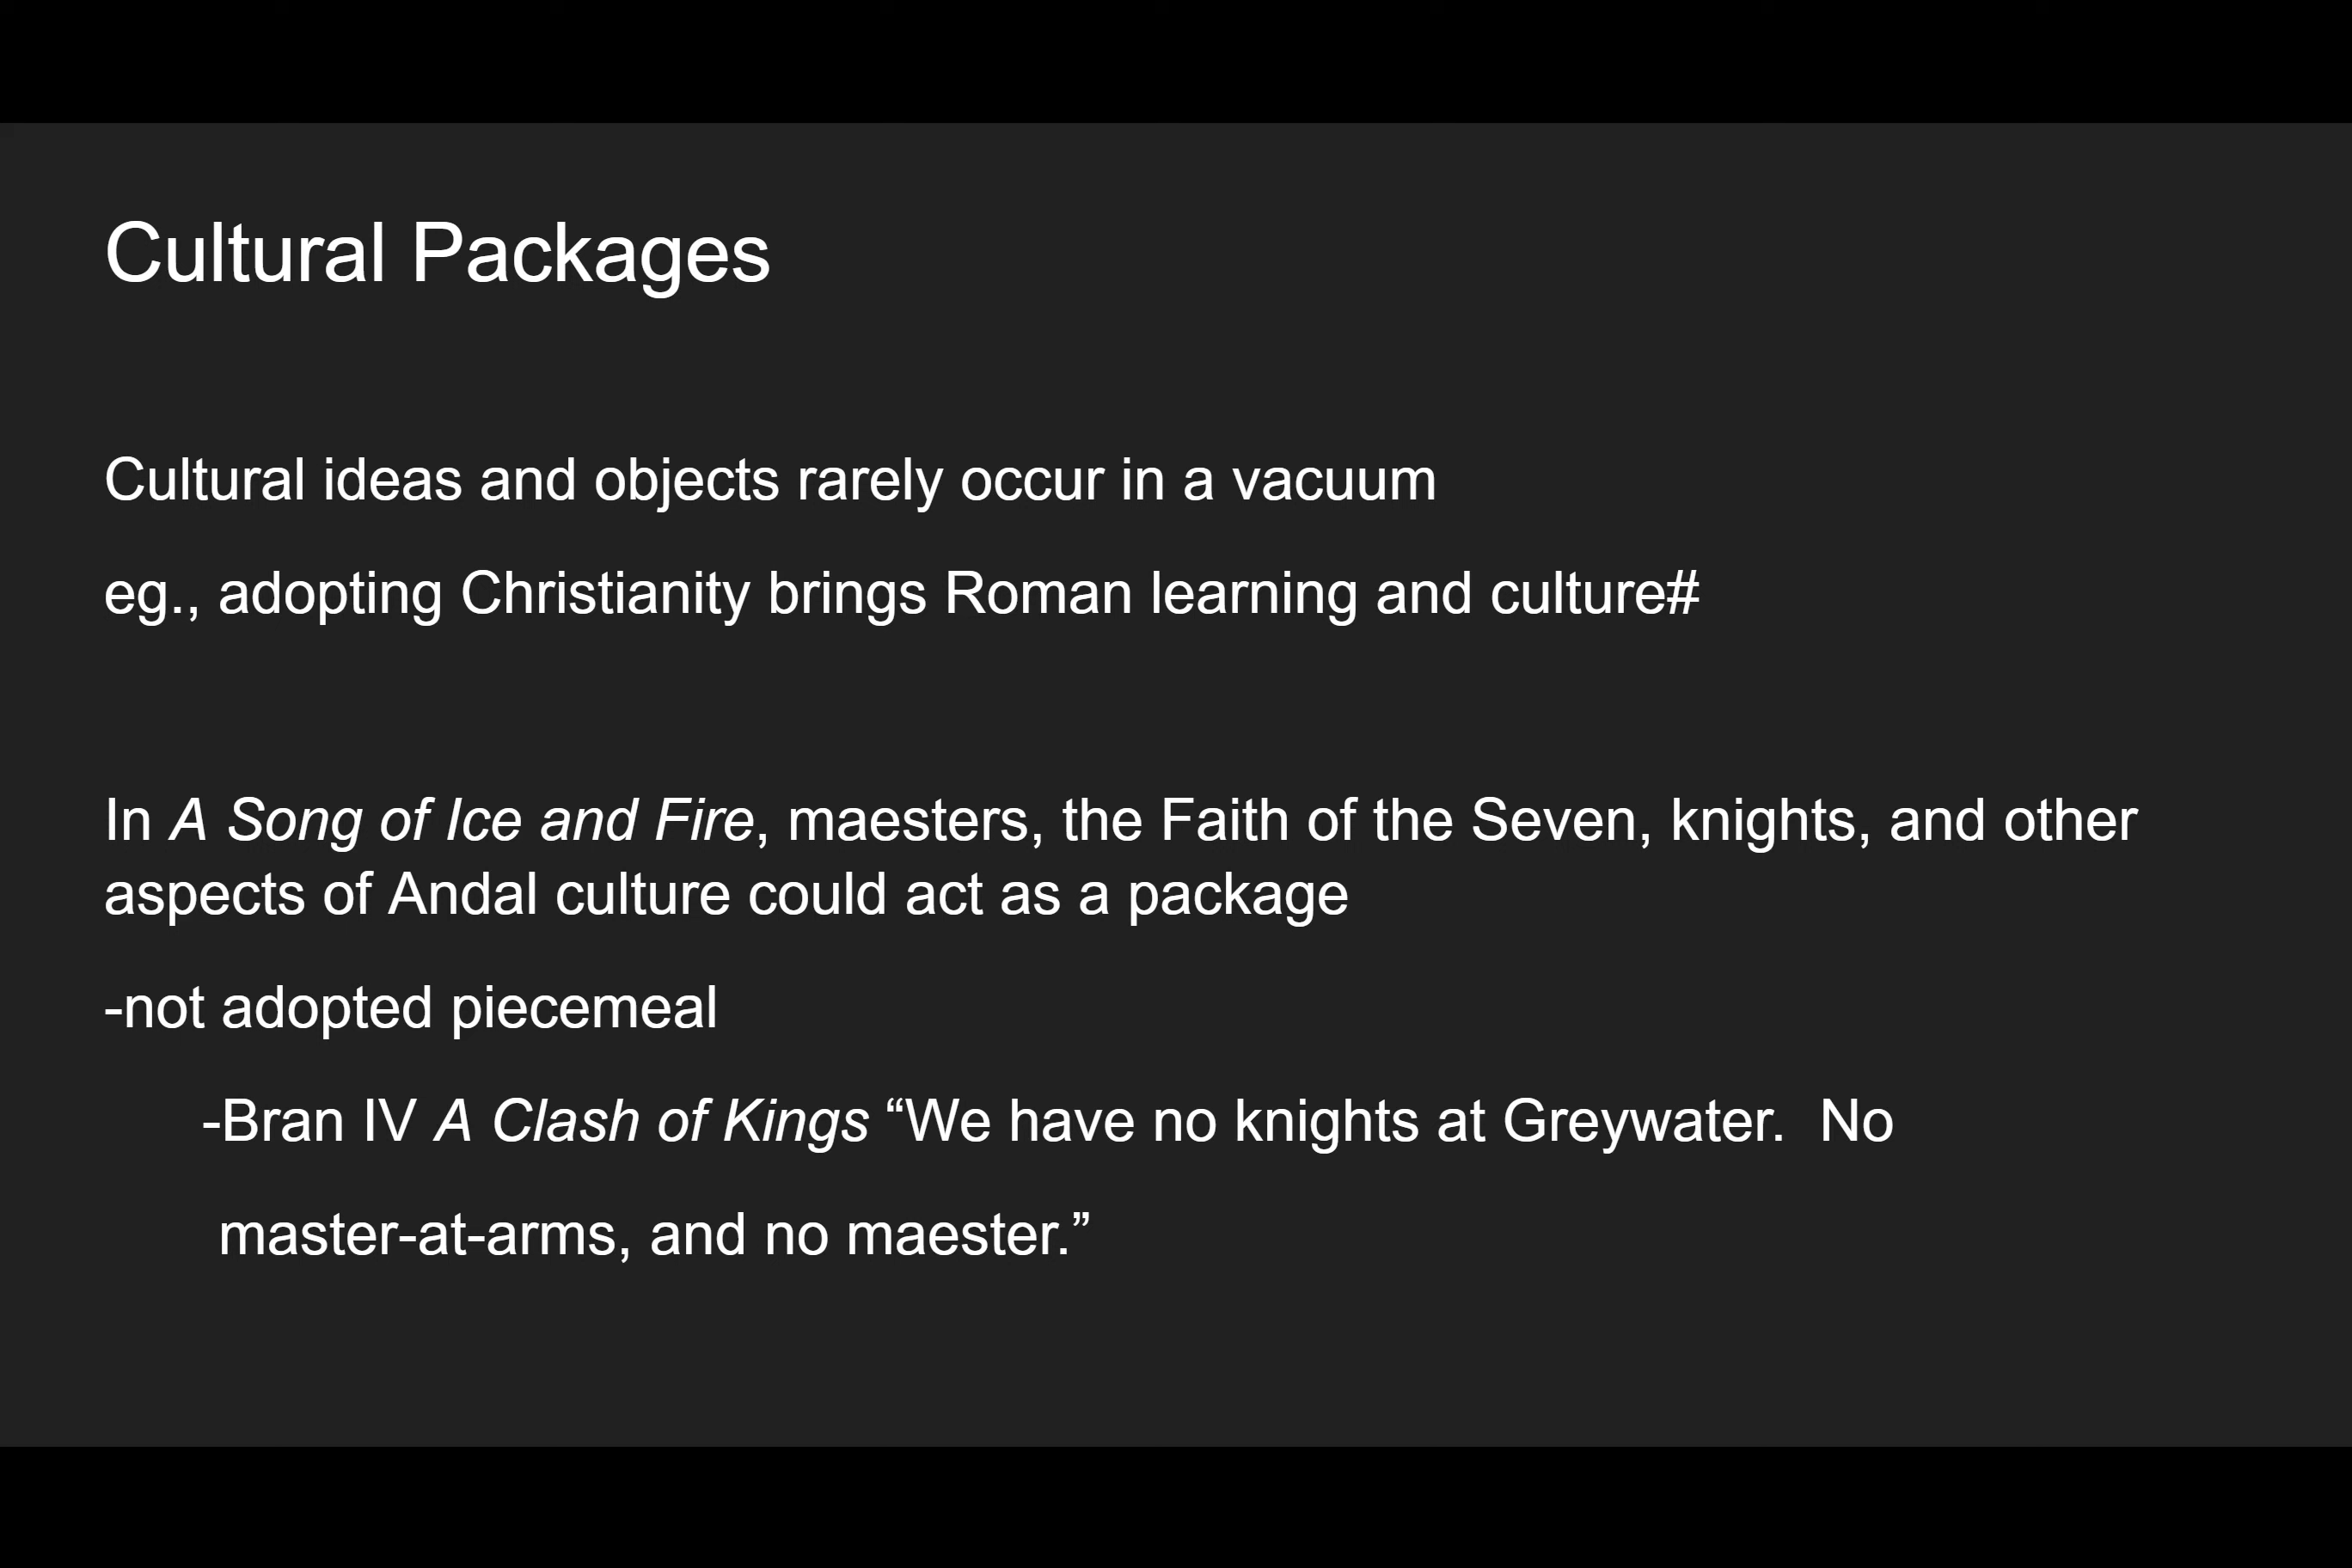 Cultural Packages
Cultural ideas and objects rarely occur in a vacuum
eg., adopting Christianity brings Roman learning and culture#
In A Song of Ice and Fire, maesters, the Faith of the Seven, knights, and other
aspects of Andal culture could act as a package
-not adopted piecemeal
-Bran IV A Clash of Kings “We have no knights at Greywater.  No
master-at-arms, and no maester.”